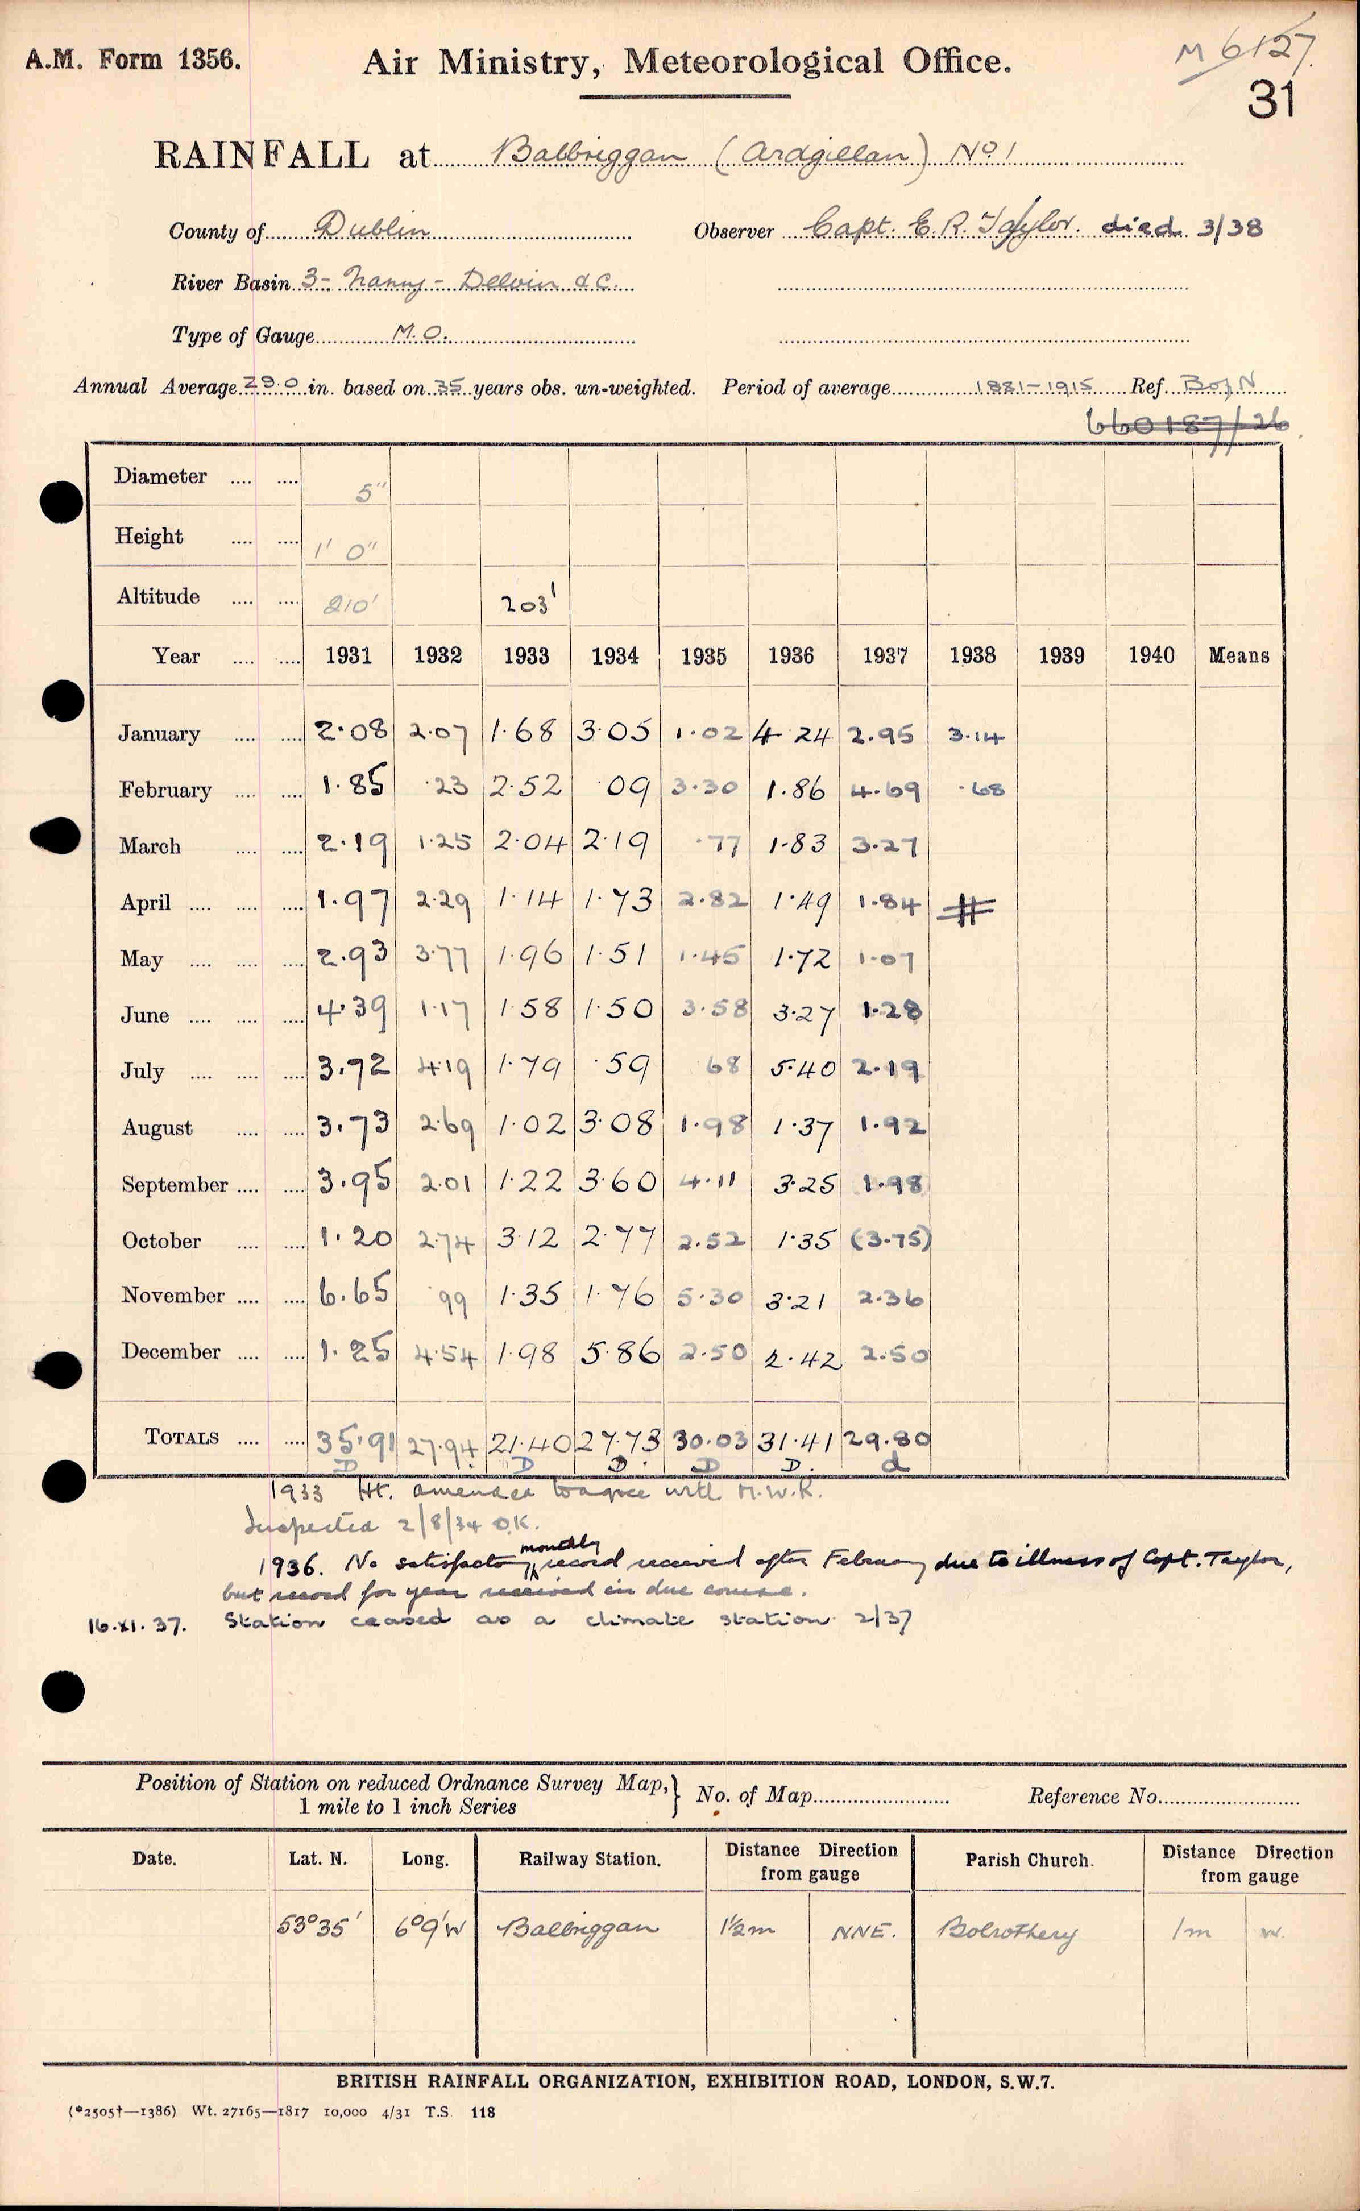 A.M. Form 1356.
Air Ministry, Meteorological Office.
M 6127
31
RAINFALL at Balbriggan (Ardgillan) No 1
County of Dublin Observer Capt. E. R. Taylor. died 3/38
River Basin 3- Nanny - Delvin &c.
Type of Gauge M.O.
Annual Average 29.0 in. based on 35 years obs. un-weighted. Period of average 1881-1915 Ref. B of N
660187/26
Diameter 5"
Height 1' 0"
Altitude 210' 203'
Year 1931 1932 1933 1934 1935 1936 1937 1938 1939 1940 Means
January 2.08 2.07 1.68 3.05 1.02 4.24 2.95 3.14
February 1.85 .23 2.52 .09 3.30 1.86 4.69 .68
March 2.19 1.25 2.04 2.19 .77 1.83 3.27
April 1.97 2.29 1.14 1.73 2.82 1.49 1.84 #
May 2.93 3.77 1.96 1.51 1.45 1.72 1.07
June 4.39 1.17 1.58 1.50 3.58 3.27 1.28
July 3.72 4.19 1.79 .59 .68 5.40 2.19
August 3.73 2.69 1.02 3.08 1.98 1.37 1.92
September 3.95 2.01 1.22 3.60 4.11 3.25 1.98
October 1.20 2.74 3.12 2.77 2.52 1.35 (3.75)
November 6.65 .99 1.35 1.76 5.30 3.21 2.36
December 1.25 4.54 1.98 5.86 2.50 2.42 2.50
TOTALS 35.91 27.94 21.40 27.73 30.03 31.41 29.80
D D D. D D. d
1933 Ht. amended to agree with M.W.R.
Inspected 2/8/34 O.K.
1936. No satisfactory monthly record received after February due to illness of Capt. Taylor,
but record for year received in due course.
16.XI.37. Station ceased as a climate station 2/37
Position of Station on reduced Ordnance Survey Map, 1 mile to 1 inch Series } No. of Map Reference No.
Date. Lat. N. Long. Railway Station. Distance Direction from gauge Parish Church. Distance Direction from gauge
53°35' 6°9'W Balbriggan 1½m NNE. Bolrothery 1m W.
BRITISH RAINFALL ORGANIZATION, EXHIBITION ROAD, LONDON, S.W.7.
(*2505†—1386) Wt. 27165—1817 10,000 4/31 T.S. 118